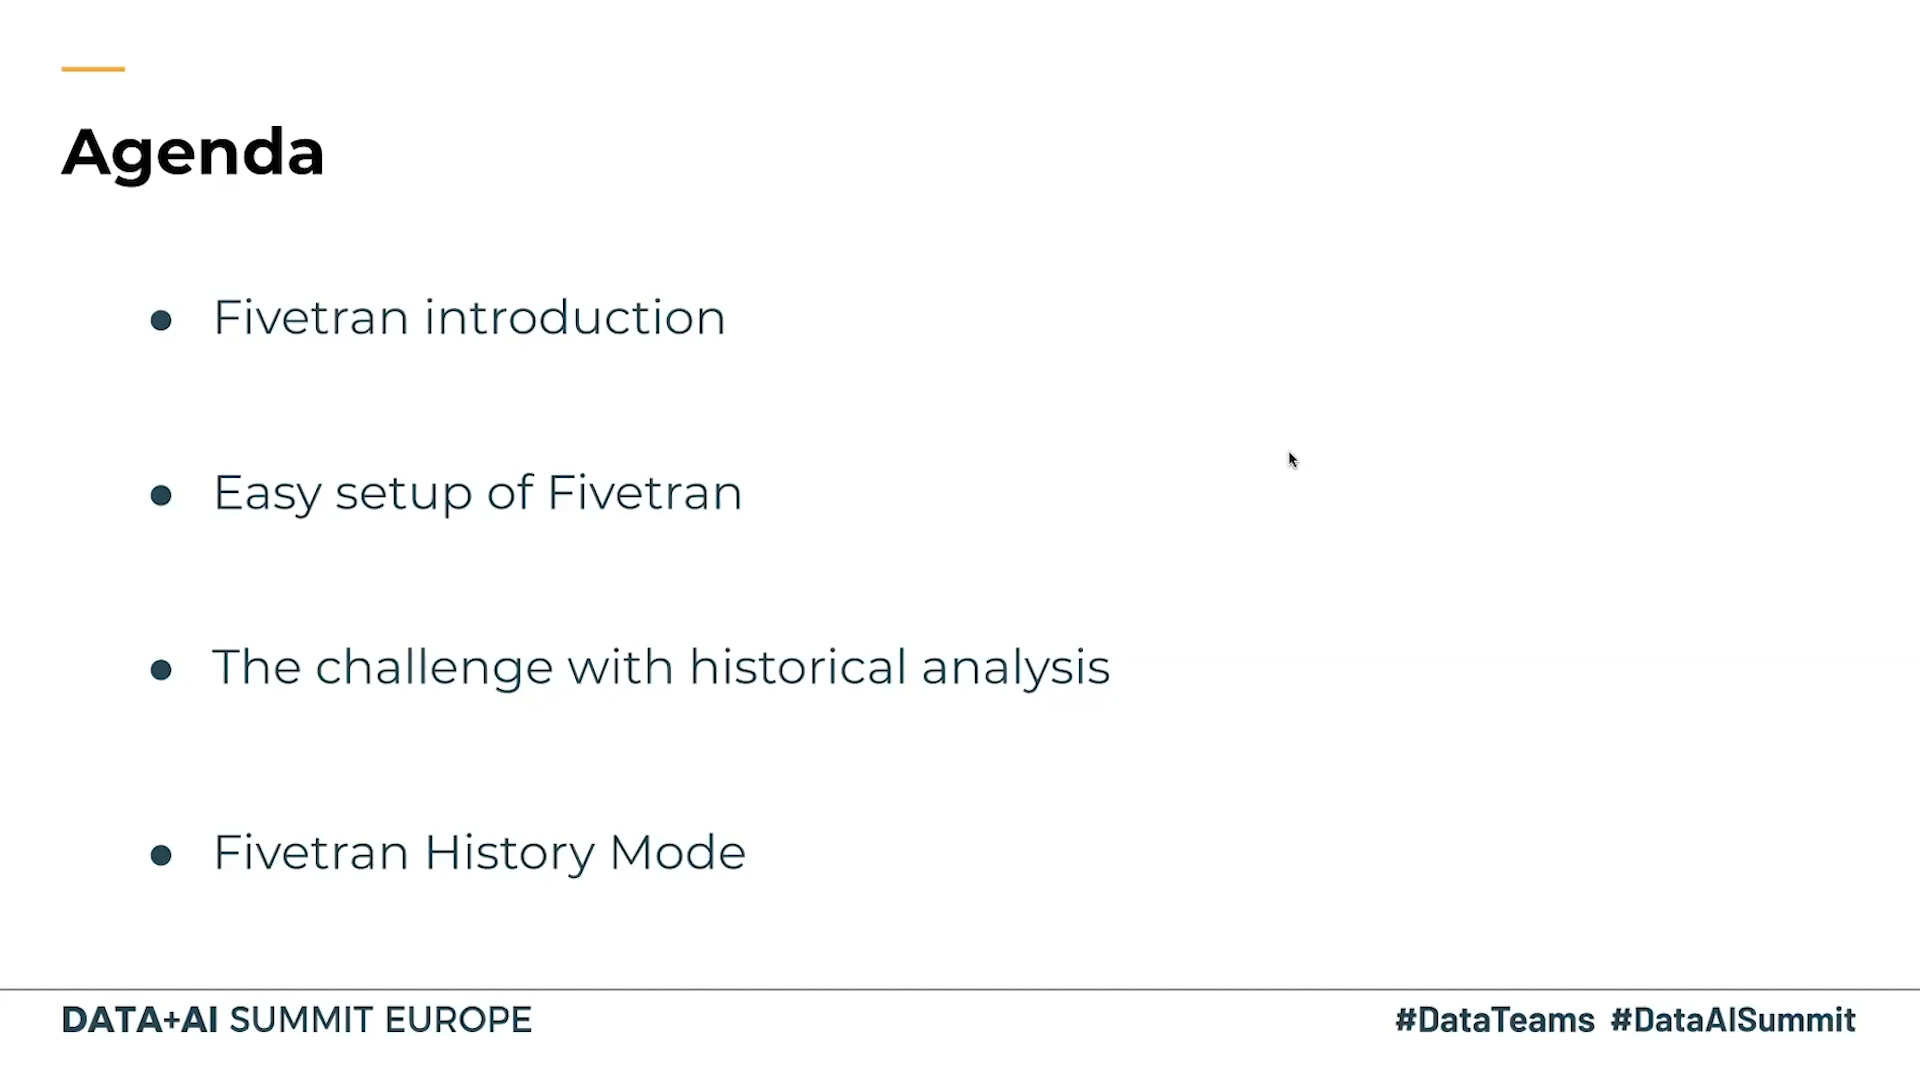 Agenda
● Fivetran introduction
● Easy setup of Fivetran
● The challenge with historical analysis
● Fivetran History Mode
DATA+AI SUMMIT EUROPE
#DataTeams #DataAISummit